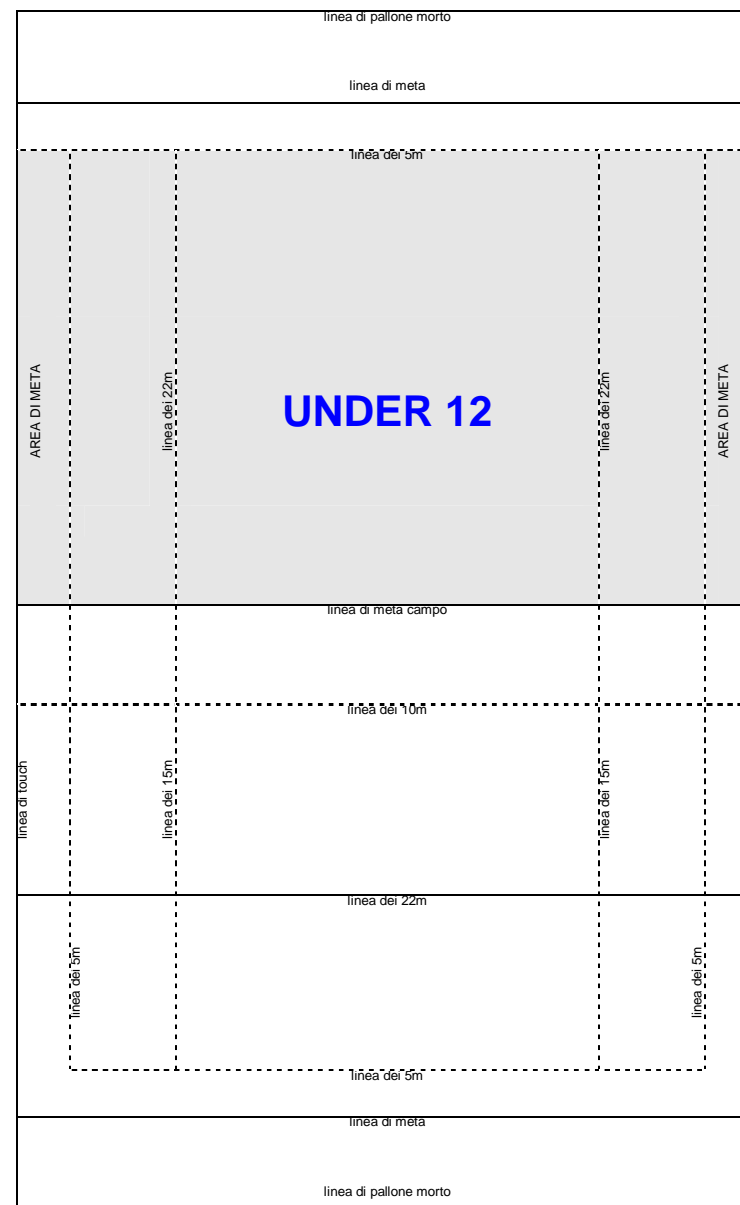 linea di pallone morto
linea di meta
linea dei 5m
AREA DI META
linea dei 22m
UNDER 12
linea dei 22m
AREA DI META
linea di meta campo
linea dei 10m
linea di touch
linea dei 15m
linea dei 15m
linea dei 22m
linea dei 5m
linea dei 5m
linea dei 5m
linea di meta
linea di pallone morto